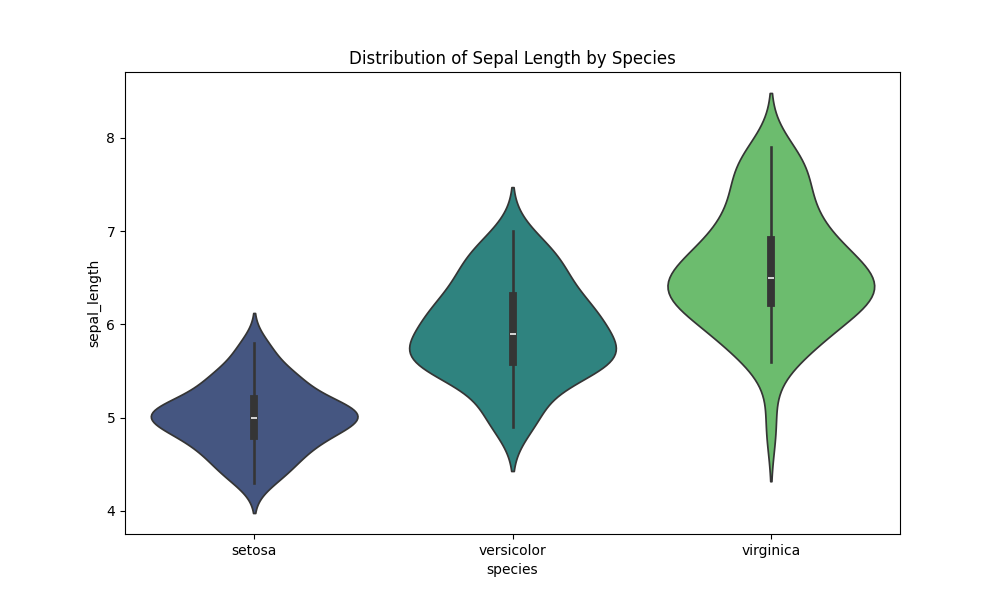 Distribution of Sepal Length by Species
8
7
6
5
4
sepal_length
setosa versicolor virginica
species